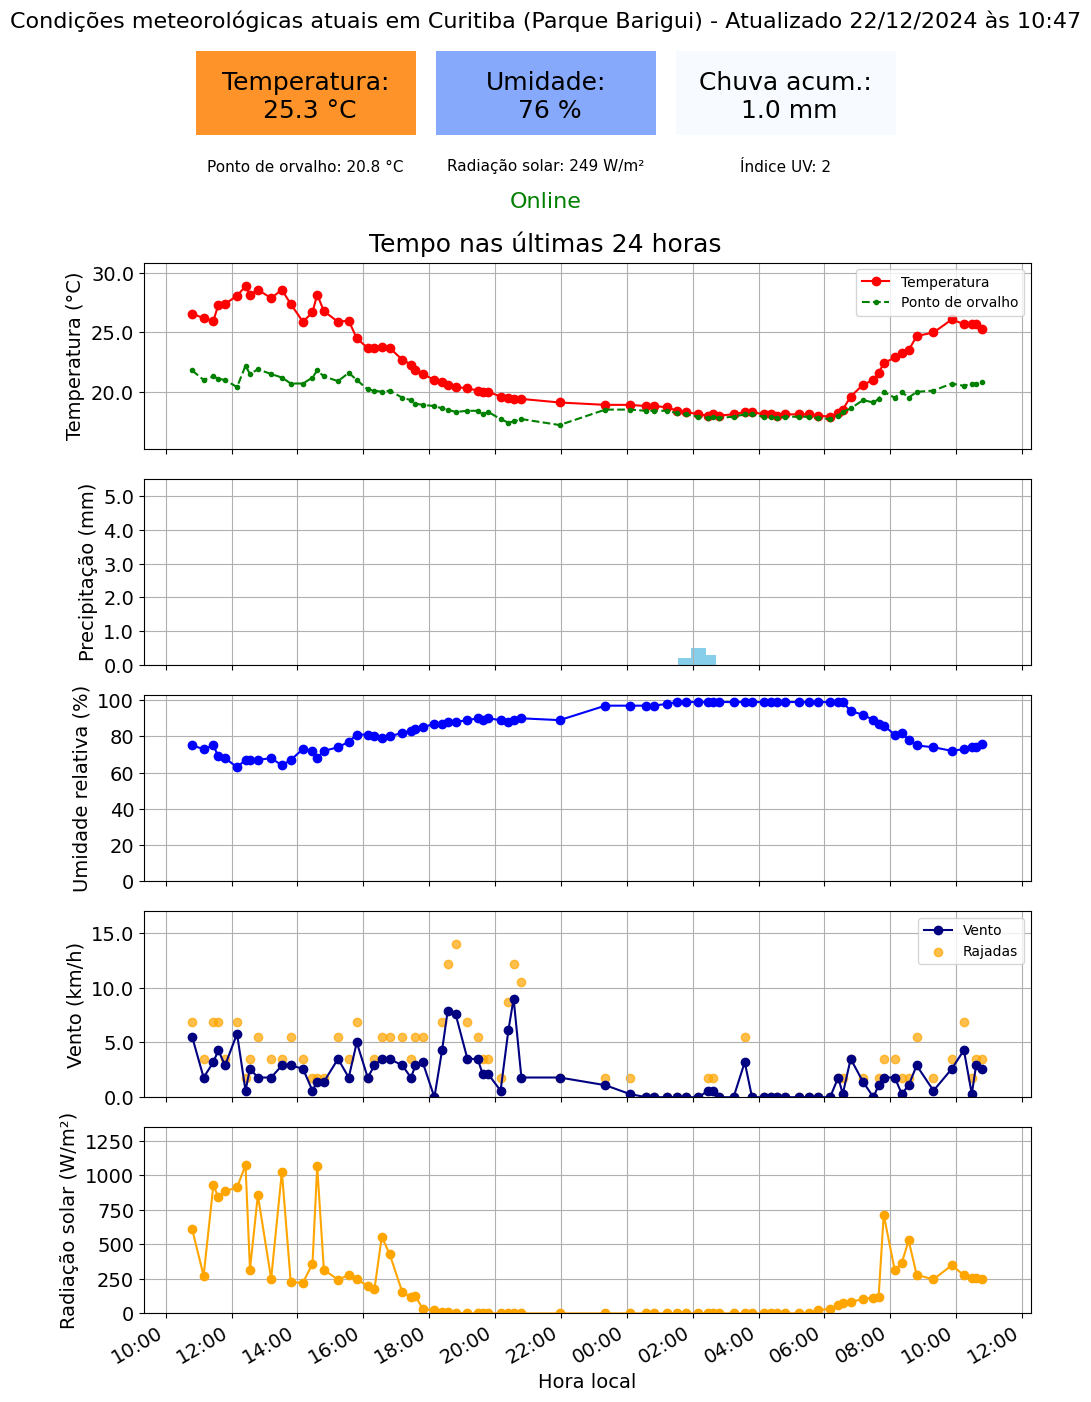 Condições meteorológicas atuais em Curitiba (Parque Barigui) - Atualizado 22/12/2024 às 10:47
Temperatura:
25.3 °C
Umidade:
76 %
Chuva acum.:
1.0 mm
Ponto de orvalho: 20.8 °C
Radiação solar: 249 W/m²
Índice UV: 2
Online
Tempo nas últimas 24 horas
Temperatura (°C)
30.0
25.0
20.0
Temperatura
Ponto de orvalho
Precipitação (mm)
5.0
4.0
3.0
2.0
1.0
0.0
Umidade relativa (%)
100
80
60
40
20
0
Vento (km/h)
15.0
10.0
5.0
0.0
Vento
Rajadas
Radiação solar (W/m²)
1250
1000
750
500
250
0
10:00
12:00
14:00
16:00
18:00
20:00
22:00
00:00
02:00
04:00
06:00
08:00
10:00
12:00
Hora local